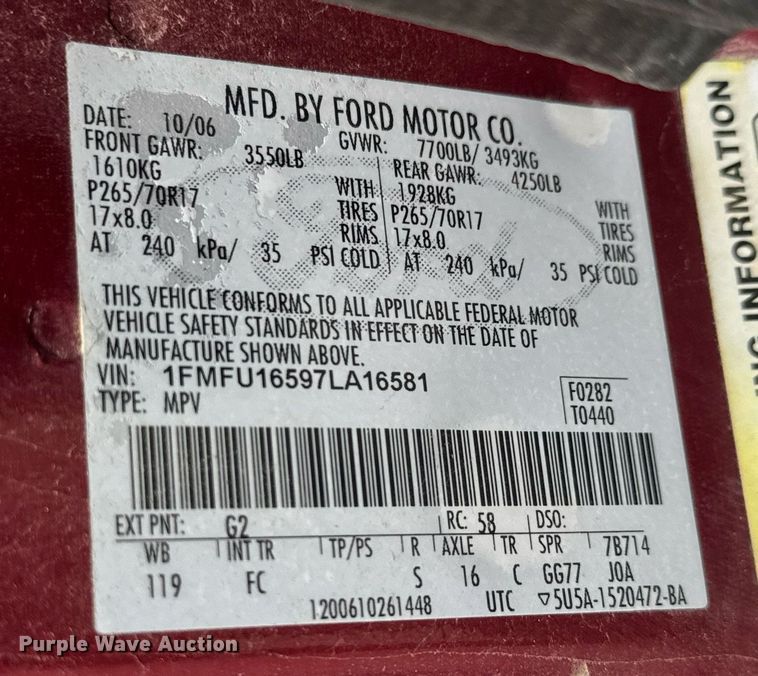 MFD. BY FORD MOTOR CO.
DATE: 10/06 GVWR: 7700LB/ 3493KG
FRONT GAWR: 3550LB REAR GAWR: 4250LB
1610KG WITH 1928KG WITH
P265/70R17 TIRES P265/70R17 TIRES
17x8.0 RIMS 17x8.0 RIMS
AT 240 kPa/ 35 PSI COLD AT 240 kPa/ 35 PSI COLD
Ford
THIS VEHICLE CONFORMS TO ALL APPLICABLE FEDERAL MOTOR
VEHICLE SAFETY STANDARDS IN EFFECT ON THE DATE OF
MANUFACTURE SHOWN ABOVE.
VIN: 1FMFU16597LA16581
TYPE: MPV
F0282
T0440
EXT PNT: G2 RC: 58 DSO:
WB INT TR TP/PS R AXLE TR SPR 7B714
119 FC S 16 C GG77 JOA
1200610261448 UTC ▽5U5A-1520472-BA
INFORMATION
Purple Wave Auction